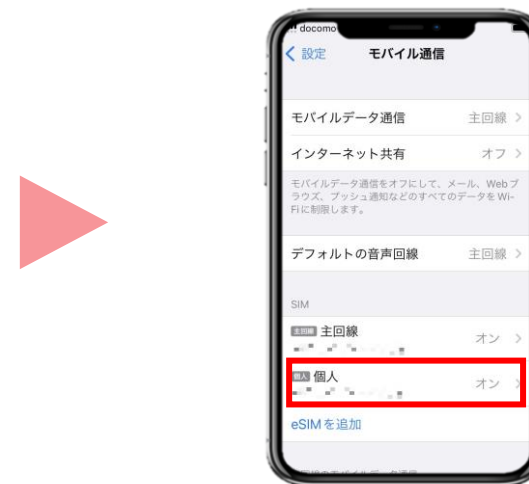 docomo
設定 モバイル通信
モバイルデータ通信 主回線
インターネット共有 オフ
モバイルデータ通信をオフにして、メール、Webブ
ラウズ、プッシュ通知などのすべてのデータをWi-
Fiに制限します。
デフォルトの音声回線 主回線
SIM
主回線 主回線 オン
個人 個人 オン
eSIMを追加